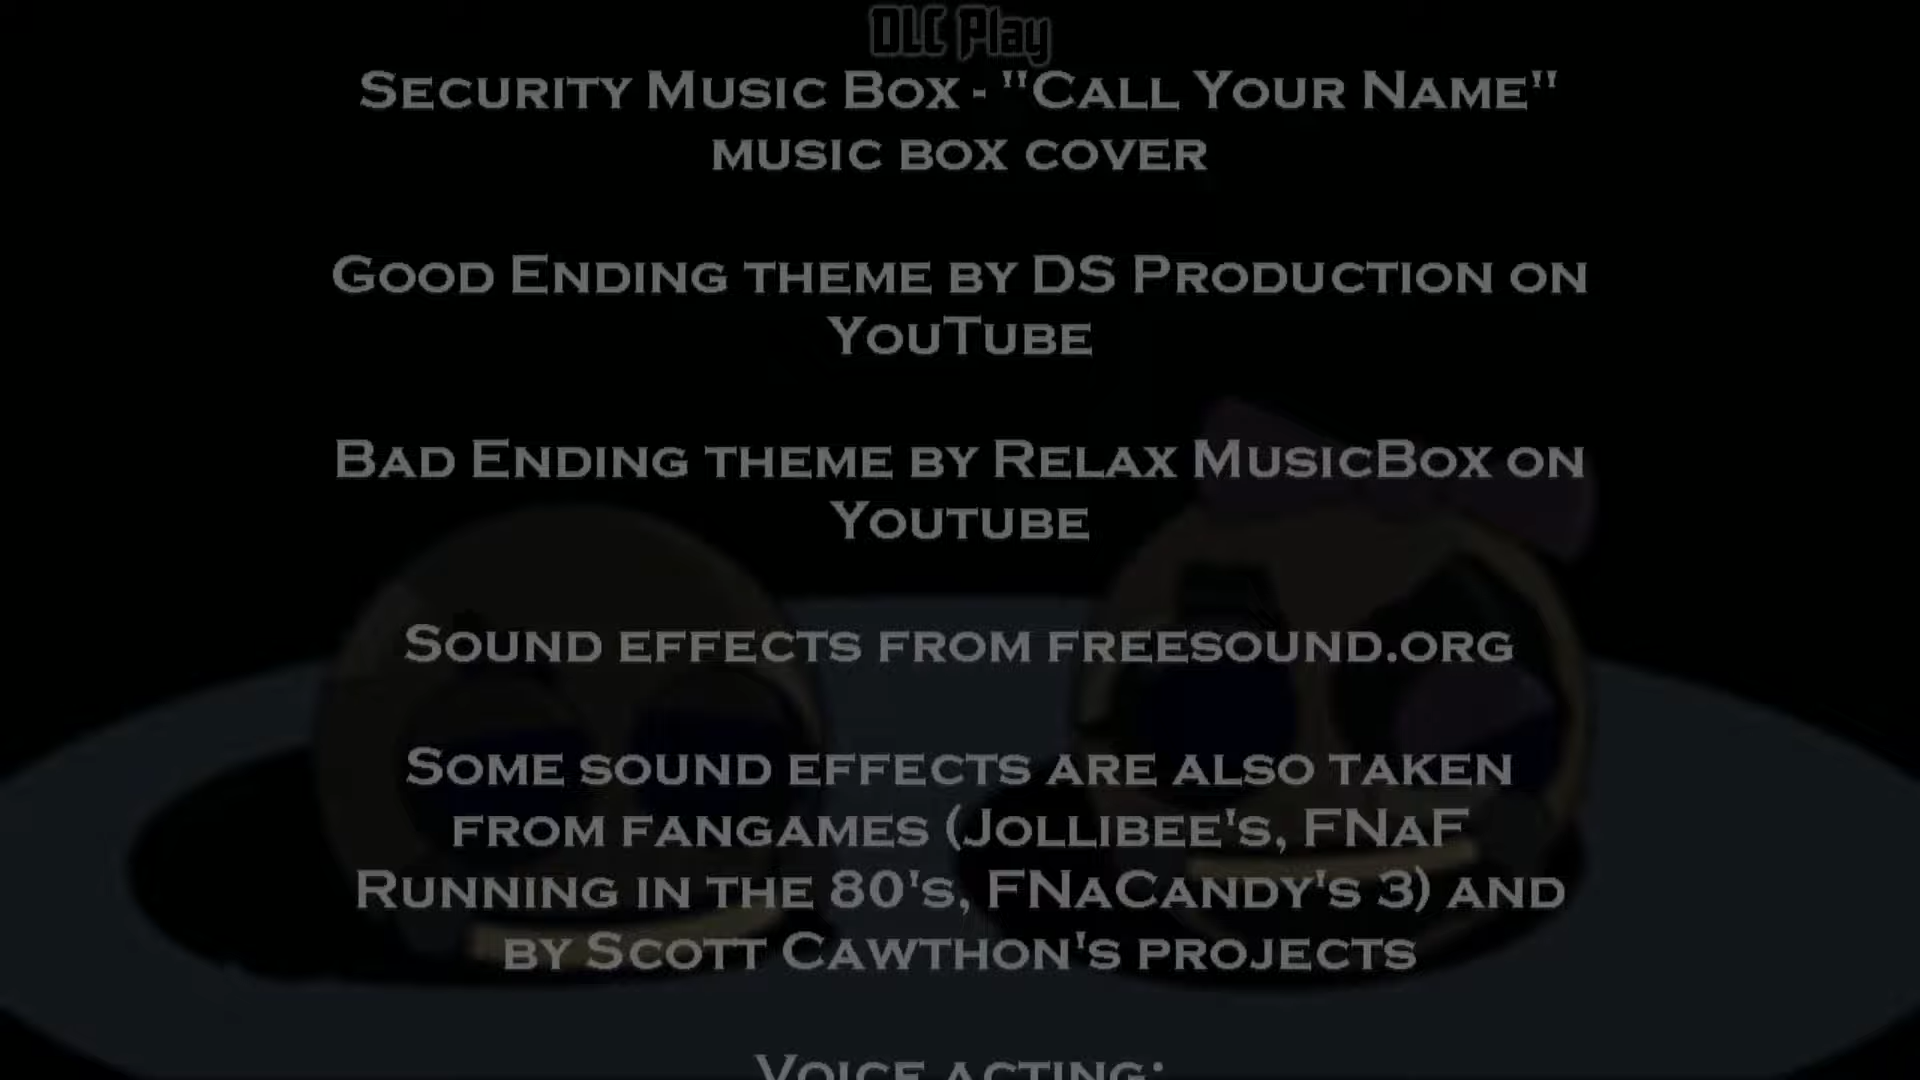 DLC Play
Security Music Box - "Call Your Name"
music box cover
Good Ending theme by DS Production on
YouTube
Bad Ending theme by Relax MusicBox on
Youtube
Sound effects from freesound.org
Some sound effects are also taken
from fangames (Jollibee's, FNaF
Running in the 80's, FNaCandy's 3) and
by Scott Cawthon's projects
Voice acting: